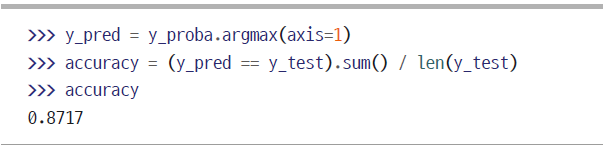 >>> y_pred = y_proba.argmax(axis=1)
>>> accuracy = (y_pred == y_test).sum() / len(y_test)
>>> accuracy
0.8717